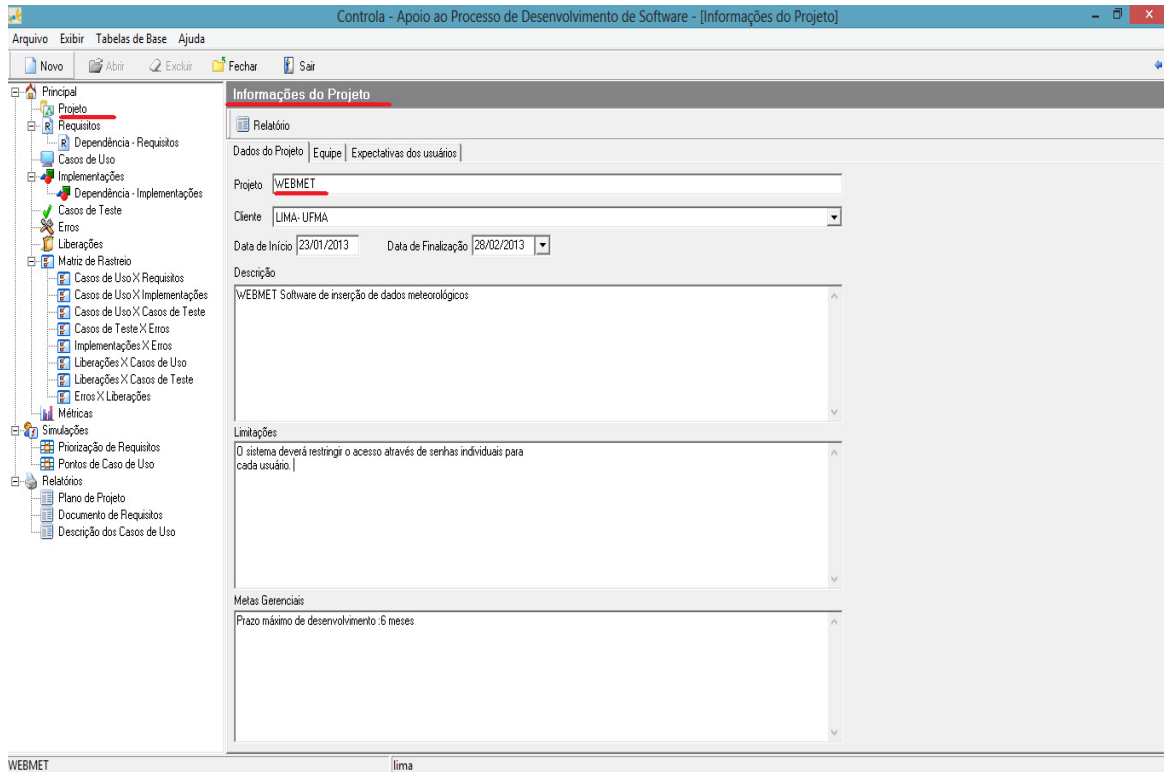 Controla - Apoio ao Processo de Desenvolvimento de Software - [Informações do Projeto]
Arquivo Exibir Tabelas de Base Ajuda
Novo Abrir Excluir Fechar Sair
Principal
Projeto
Requisitos
Dependência - Requisitos
Casos de Uso
Implementações
Dependência - Implementações
Casos de Teste
Erros
Liberações
Matriz de Rastreio
Casos de Uso X Requisitos
Casos de Uso X Implementações
Casos de Uso X Casos de Teste
Casos de Teste X Erros
Implementações X Erros
Liberações X Casos de Uso
Liberações X Casos de Teste
Erros X Liberações
Métricas
Simulações
Priorização de Requisitos
Pontos de Caso de Uso
Relatórios
Plano de Projeto
Documento de Requisitos
Descrição dos Casos de Uso
Informações do Projeto
Relatório
Dados do Projeto Equipe Expectativas dos usuários
Projeto WEBMET
Cliente LIMA- UFMA
Data de Início 23/01/2013 Data de Finalização 28/02/2013
Descrição
WEBMET Software de inserção de dados meteorológicos
Limitações
O sistema deverá restringir o acesso através de senhas individuais para
cada usuário.
Metas Gerenciais
Prazo máximo de desenvolvimento :6 meses
WEBMET lima